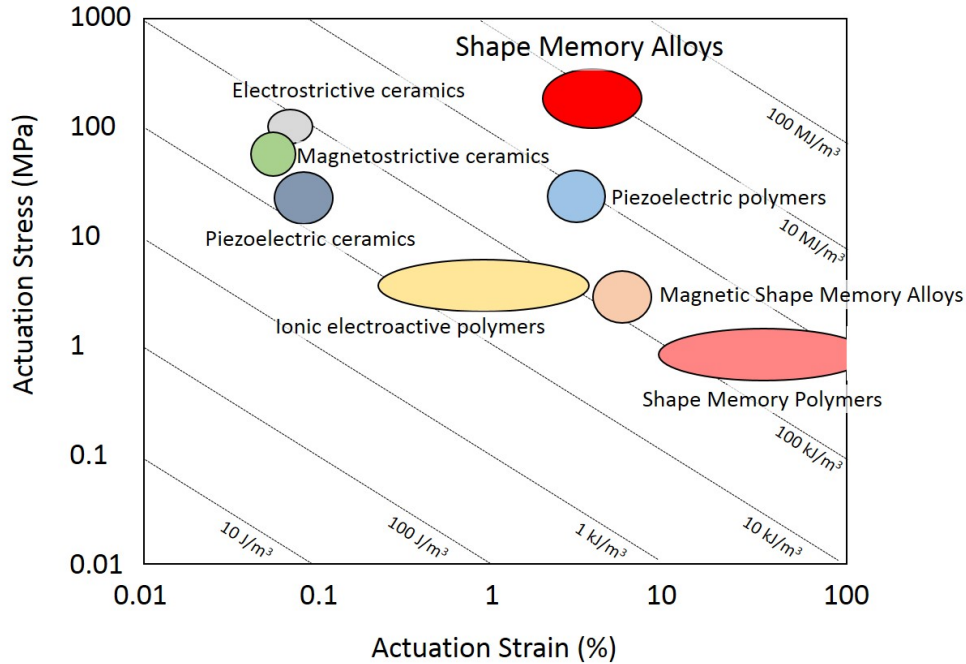 1000
100
10
1
0.1
0.01
Actuation Stress (MPa)
Shape Memory Alloys
Electrostrictive ceramics
Magnetostrictive ceramics
Piezoelectric ceramics
Piezoelectric polymers
Ionic electroactive polymers
Magnetic Shape Memory Alloys
Shape Memory Polymers
100 MJ/m³
10 MJ/m³
100 kJ/m³
10 kJ/m³
1 kJ/m³
100 J/m³
10 J/m³
0.01
0.1
1
10
100
Actuation Strain (%)